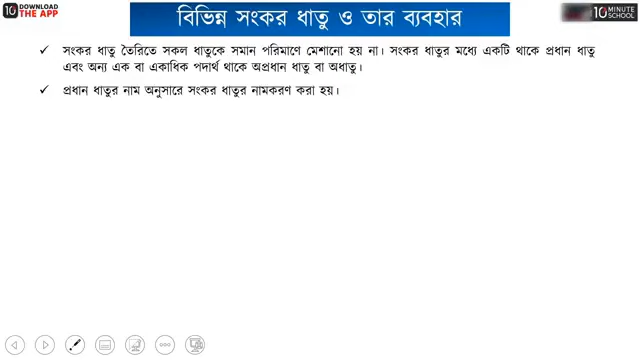 10 DOWNLOAD
THE APP
বিভিন্ন সংকর ধাতু ও তার ব্যবহার
10 MINUTE
SCHOOL
✓ সংকর ধাতু তৈরিতে সকল ধাতুকে সমান পরিমাণে মেশানো হয় না। সংকর ধাতুর মধ্যে একটি থাকে প্রধান ধাতু
এবং অন্য এক বা একাধিক পদার্থ থাকে অপ্রধান ধাতু বা অধাতু।
✓ প্রধান ধাতুর নাম অনুসারে সংকর ধাতুর নামকরণ করা হয়।